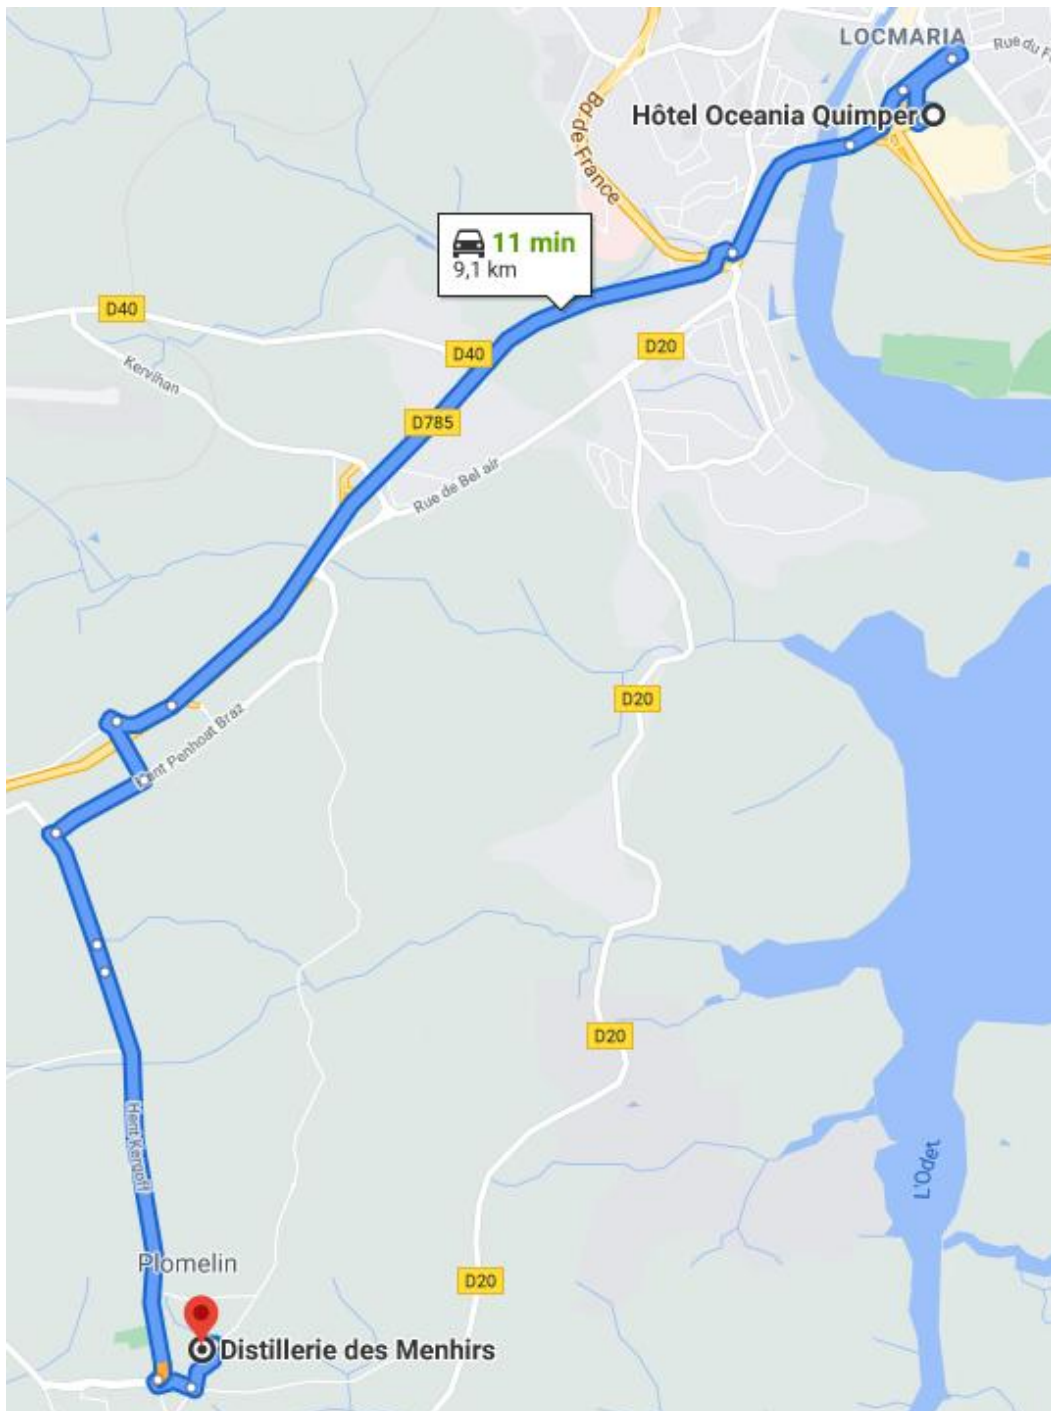 LOCMARIA
Rue du F
Hôtel Oceania Quimper
Bd de France
11 min
9,1 km
D40
D20
D40
Kervihan
D785
Rue de Bel air
D20
Hent Penhoat Braz
D20
Hent Kergoff
L'Odet
Plomelin
D20
Distillerie des Menhirs